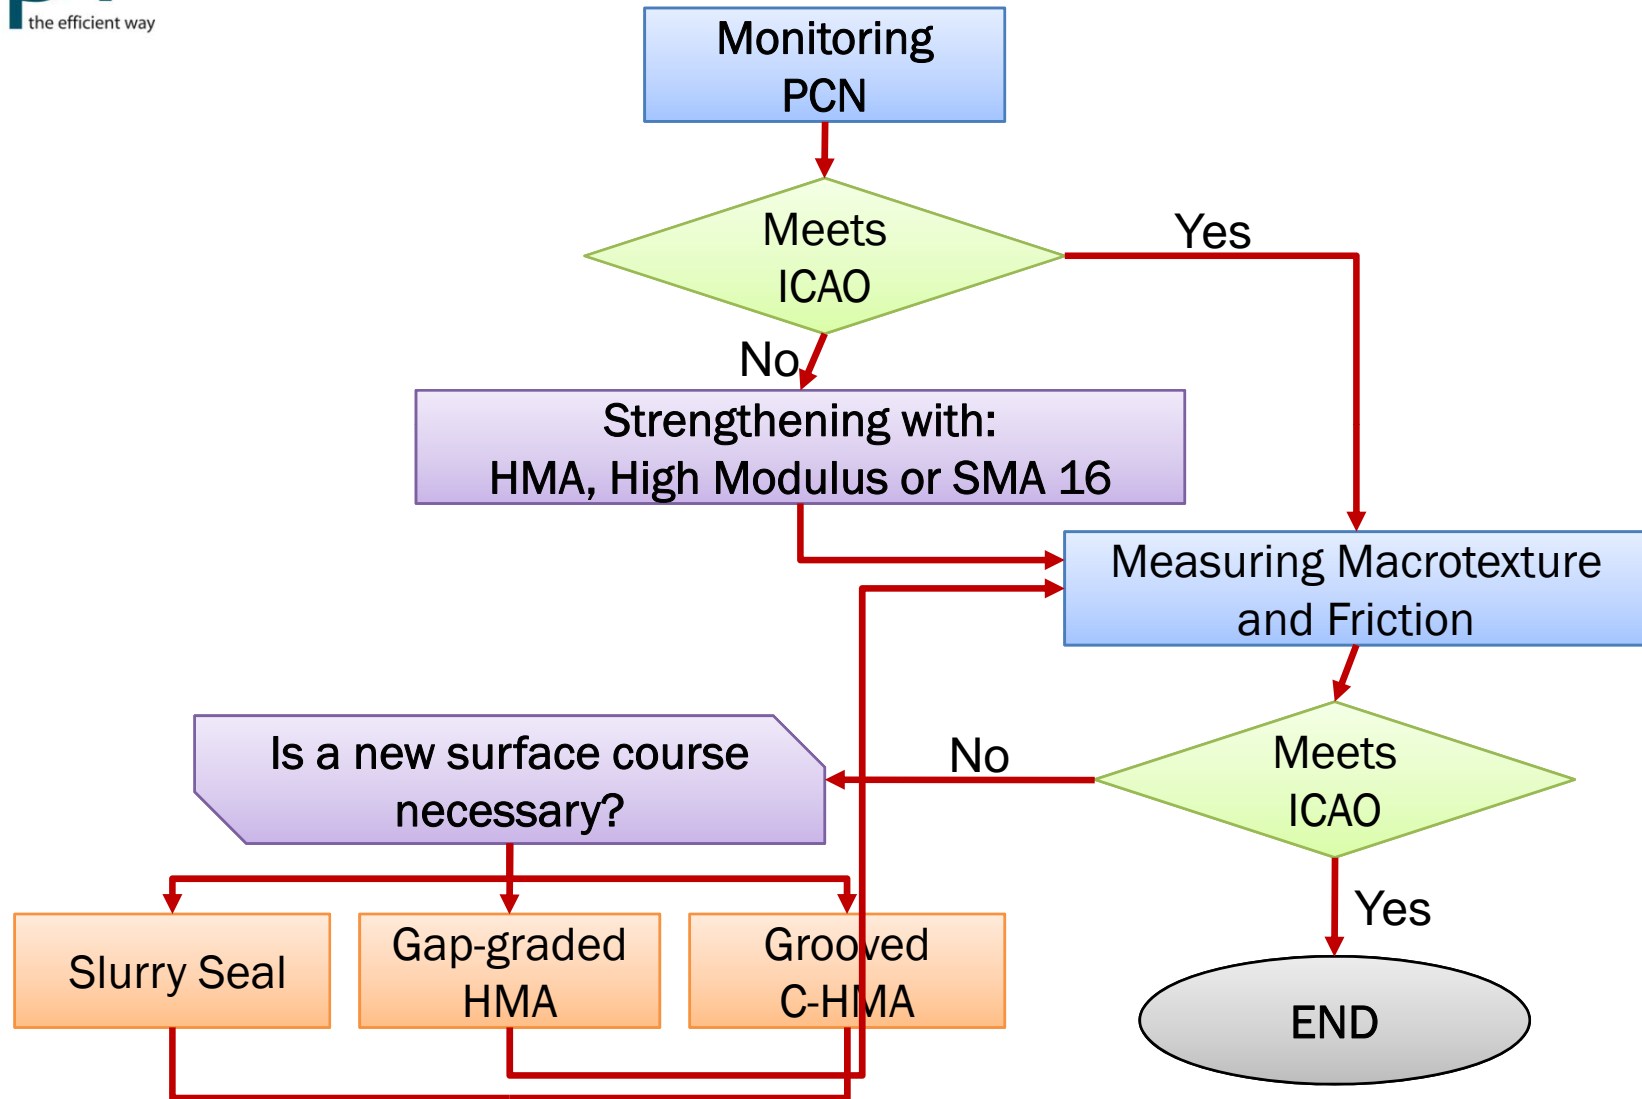 the efficient way
Monitoring
PCN
Meets
ICAO
Yes
No
Strengthening with:
HMA, High Modulus or SMA 16
Measuring Macrotexture
and Friction
Is a new surface course
necessary?
No
Meets
ICAO
Yes
Slurry Seal
Gap-graded
HMA
Grooved
C-HMA
END